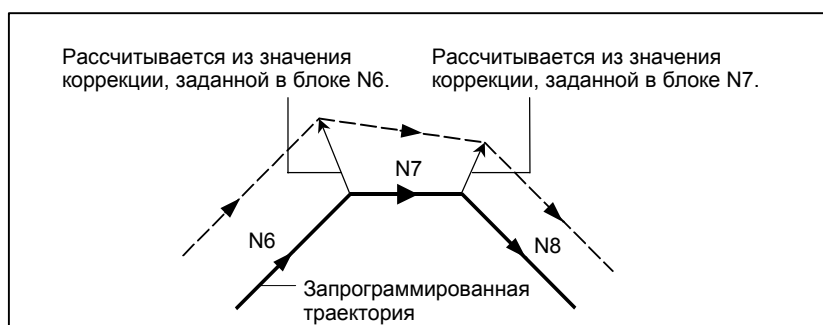 Рассчитывается из значения
коррекции, заданной в блоке N6.
Рассчитывается из значения
коррекции, заданной в блоке N7.
N7
N6
N8
Запрограммированная
траектория